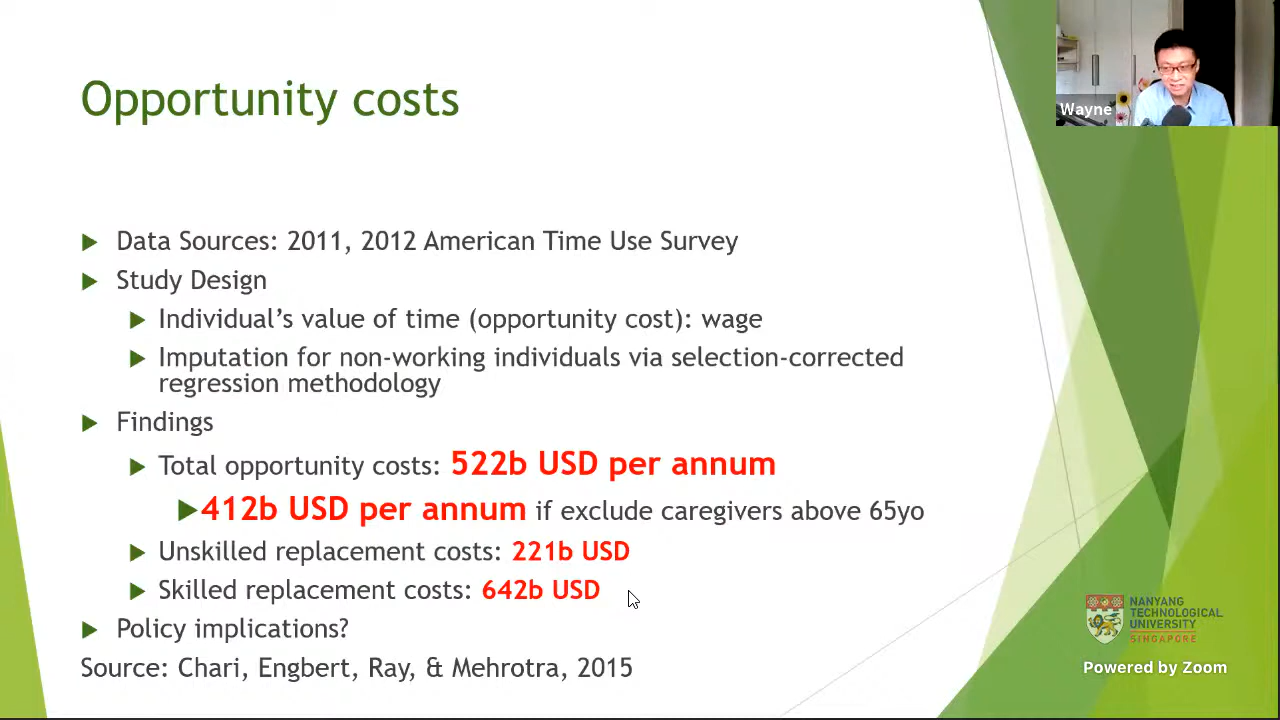 Opportunity costs
Wayne
Data Sources: 2011, 2012 American Time Use Survey
Study Design
Individual's value of time (opportunity cost): wage
Imputation for non-working individuals via selection-corrected
regression methodology
Findings
Total opportunity costs: 522b USD per annum
412b USD per annum if exclude caregivers above 65yo
Unskilled replacement costs: 221b USD
Skilled replacement costs: 642b USD
Policy implications?
Source: Chari, Engbert, Ray, & Mehrotra, 2015
NANYANG
TECHNOLOGICAL
UNIVERSITY
SINGAPORE
Powered by Zoom